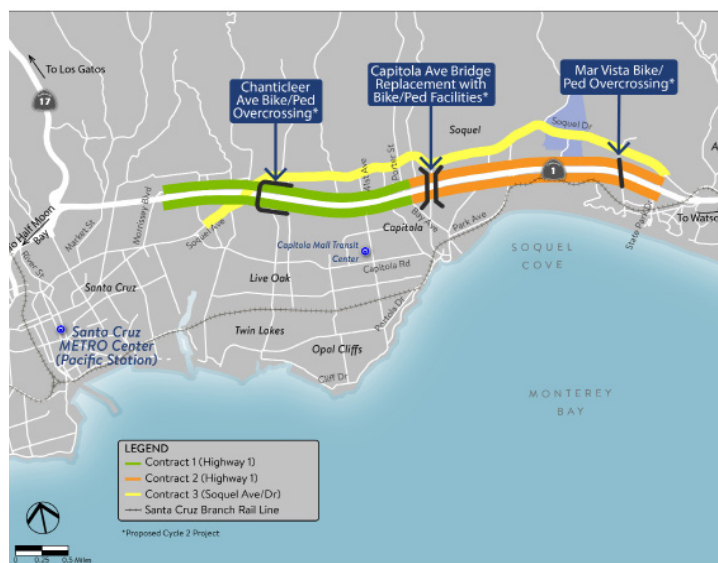 To Los Gatos
17
Chanticleer
Ave Bike/Ped
Overcrossing*
Capitola Ave Bridge
Replacement with
Bike/Ped Facilities*
Mar Vista Bike/
Ped Overcrossing*
Soquel
Soquel Dr
Porter St
41st Ave
1
Morrissey Blvd
Market St
Soquel Ave
Bay Ave
Park Ave
Capitola
State Park Dr
To Watso
To Half Moon
Bay
River St
Capitola Mall Transit
Center
Capitola Rd
SOQUEL
COVE
Santa Cruz
Live Oak
Portola Dr
Santa Cruz
METRO Center
(Pacific Station)
Twin Lakes
Opal Cliffs
Cliff Dr
MONTEREY
BAY
LEGEND
Contract 1 (Highway 1)
Contract 2 (Highway 1)
Contract 3 (Soquel Ave/Dr)
Santa Cruz Branch Rail Line
*Proposed Cycle 2 Project
0 0.25 0.5 Miles